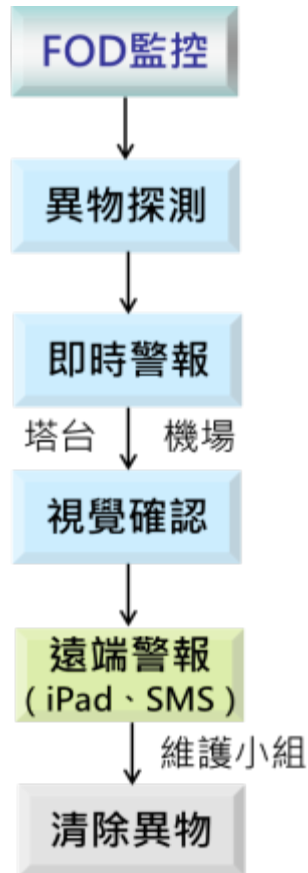 FOD監控
異物探測
即時警報
塔台 機場
視覺確認
遠端警報
（iPad、SMS）
維護小組
清除異物